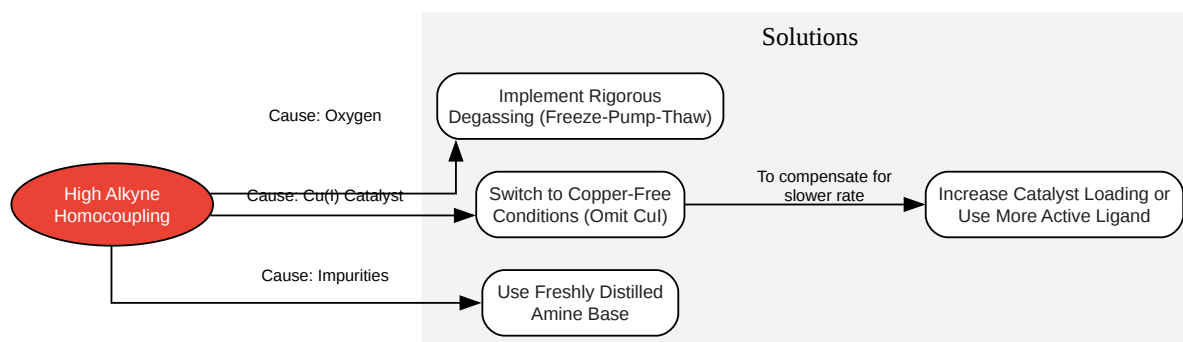 Solutions
Implement Rigorous
Degassing (Freeze-Pump-Thaw)
Cause: Oxygen
High Alkyne
Homocoupling
Cause: Cu(I) Catalyst
Switch to Copper-Free
Conditions (Omit CuI)
To compensate for
slower rate
Increase Catalyst Loading or
Use More Active Ligand
Cause: Impurities
Use Freshly Distilled
Amine Base